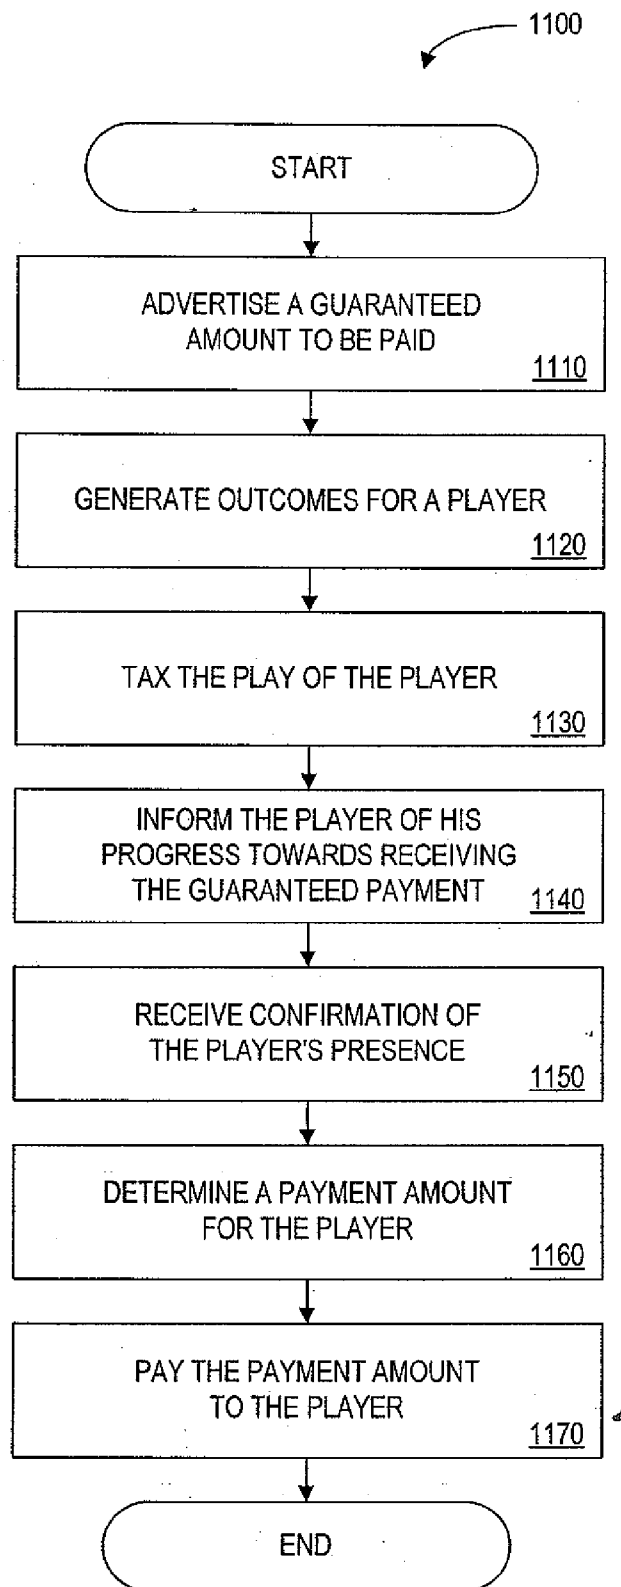 1100
START
ADVERTISE A GUARANTEED
AMOUNT TO BE PAID
1110
GENERATE OUTCOMES FOR A PLAYER
1120
TAX THE PLAY OF THE PLAYER
1130
INFORM THE PLAYER OF HIS
PROGRESS TOWARDS RECEIVING
THE GUARANTEED PAYMENT
1140
RECEIVE CONFIRMATION OF
THE PLAYER'S PRESENCE
1150
DETERMINE A PAYMENT AMOUNT
FOR THE PLAYER
1160
PAY THE PAYMENT AMOUNT
TO THE PLAYER
1170
END